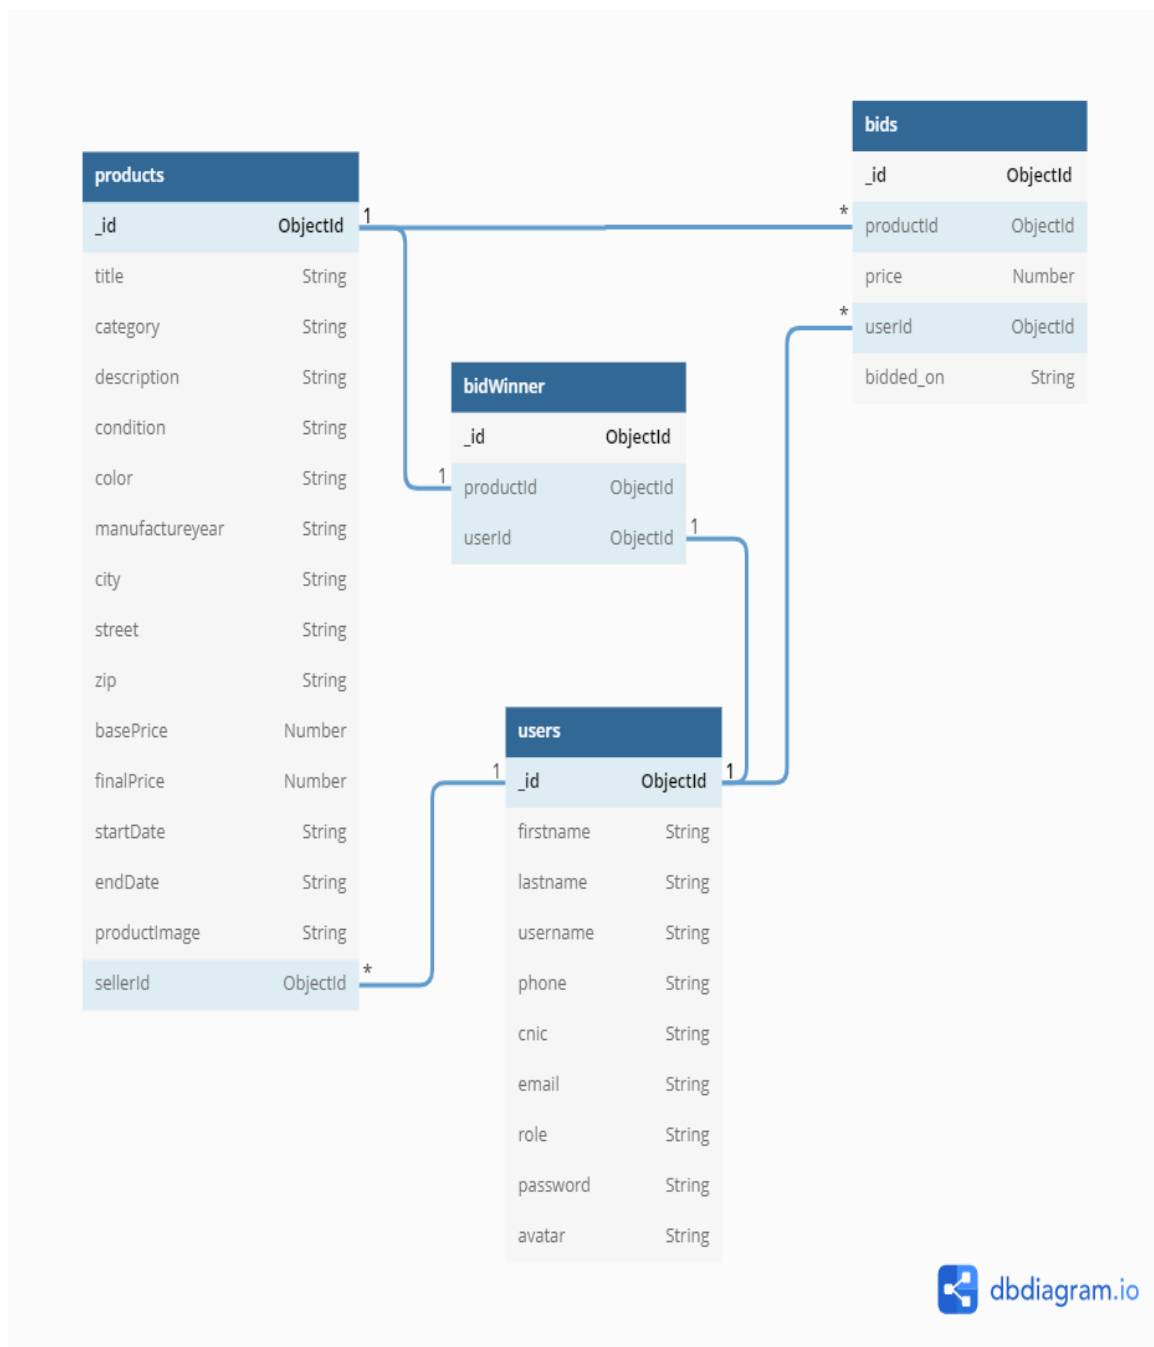 products
_id ObjectId
title String
category String
description String
condition String
color String
manufactureyear String
city String
street String
zip String
basePrice Number
finalPrice Number
startDate String
endDate String
productImage String
sellerId ObjectId
1
*
bidWinner
_id ObjectId
productId ObjectId
userId ObjectId
1
1
bids
_id ObjectId
productId ObjectId
price Number
userId ObjectId
bidded_on String
*
*
users
_id ObjectId
firstname String
lastname String
username String
phone String
cnic String
email String
role String
password String
avatar String
1
1
dbdiagram.io